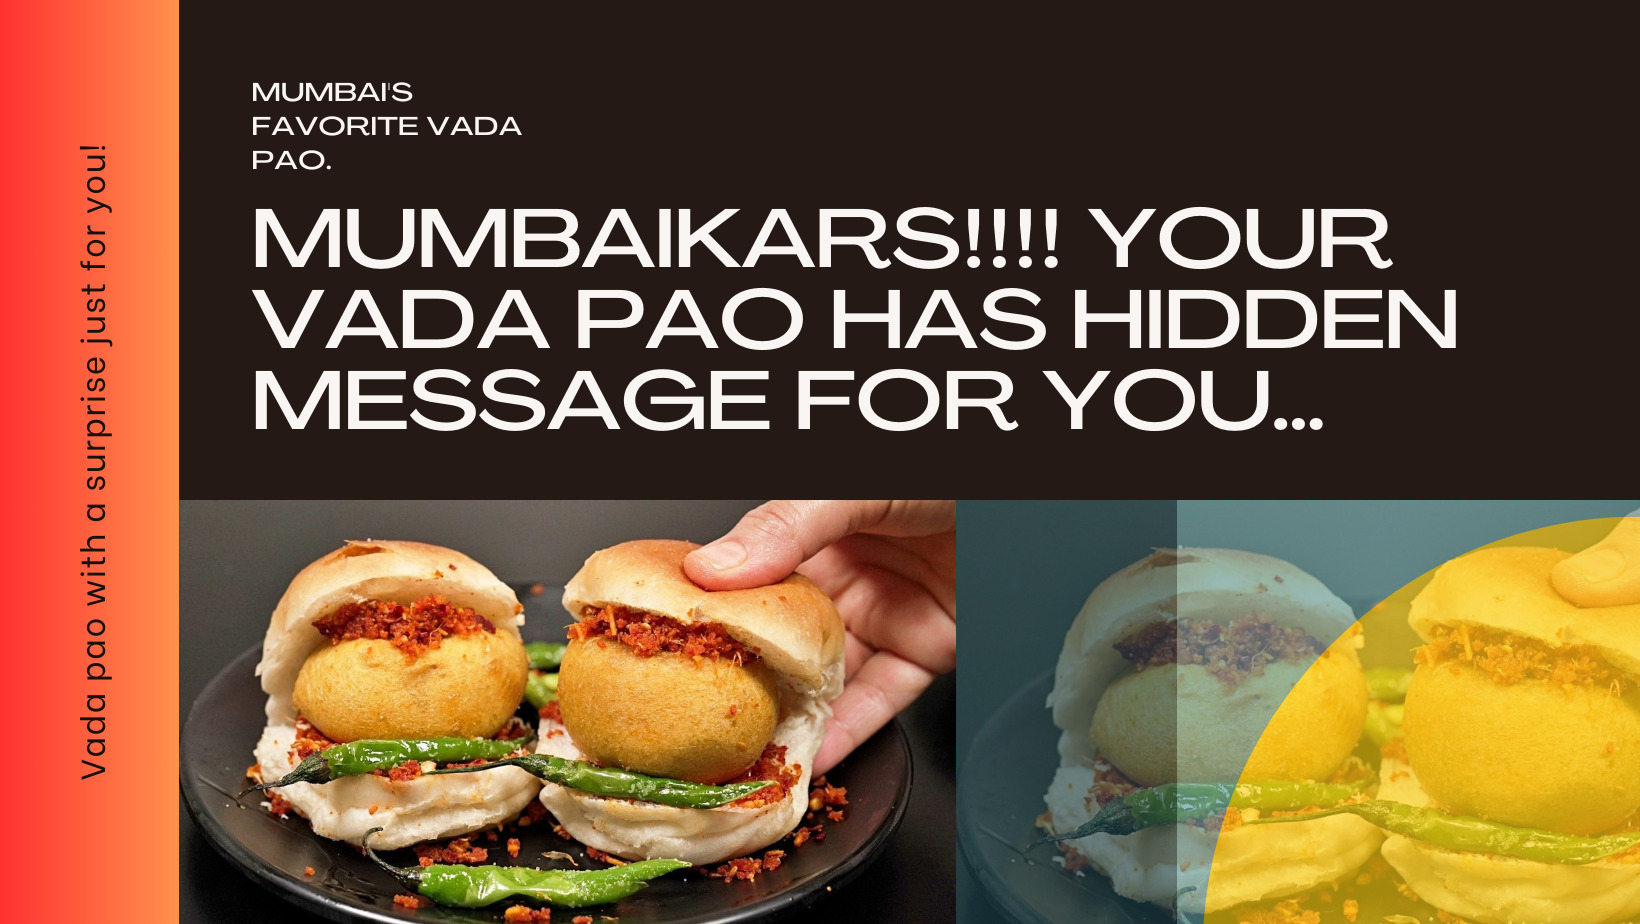 MUMBAI'S
FAVORITE VADA
PAO.
MUMBAIKARS!!!! YOUR
VADA PAO HAS HIDDEN
MESSAGE FOR YOU...
Vada pao with a surprise just for you!